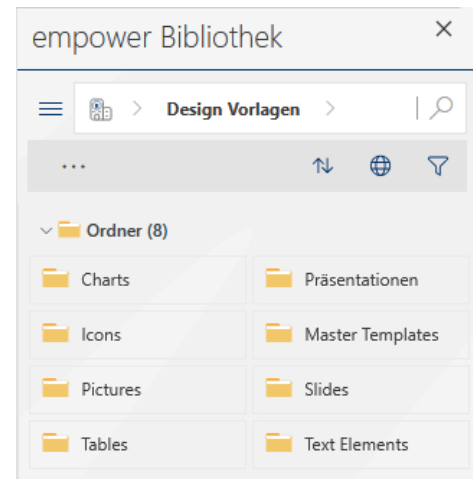 empower Bibliothek
Design Vorlagen
...
Ordner (8)
Charts
Präsentationen
Icons
Master Templates
Pictures
Slides
Tables
Text Elements